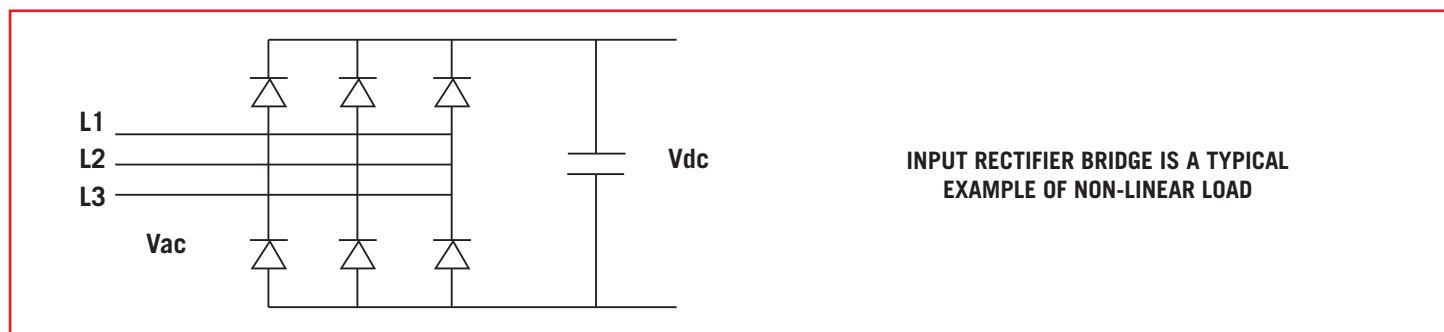 L1
L2
L3
Vac
Vdc
INPUT RECTIFIER BRIDGE IS A TYPICAL
EXAMPLE OF NON-LINEAR LOAD